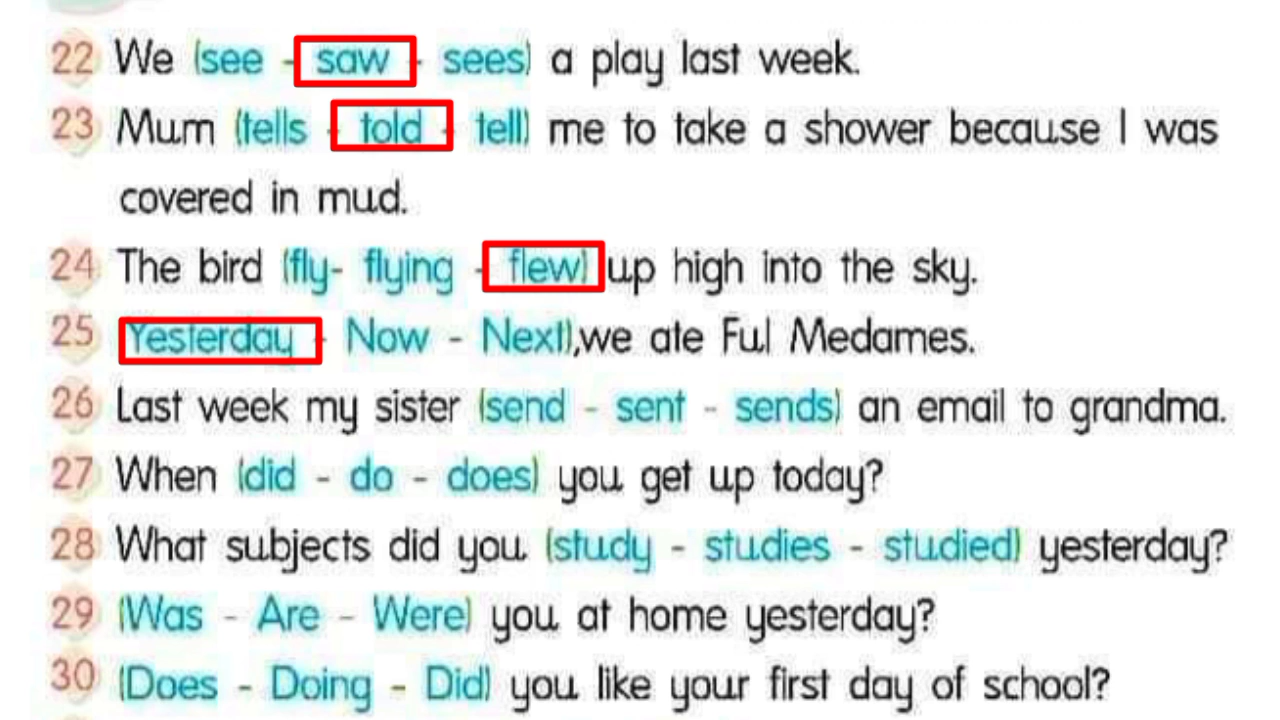 22 We (see - saw - sees) a play last week.
23 Mum (tells - told - tell) me to take a shower because I was
covered in mud.
24 The bird (fly- flying - flew) up high into the sky.
25 Yesterday - Now - Next),we ate Ful Medames.
26 Last week my sister (send - sent - sends) an email to grandma.
27 When (did - do - does) you get up today?
28 What subjects did you (study - studies - studied) yesterday?
29 (Was - Are - Were) you at home yesterday?
30 (Does - Doing - Did) you like your first day of school?